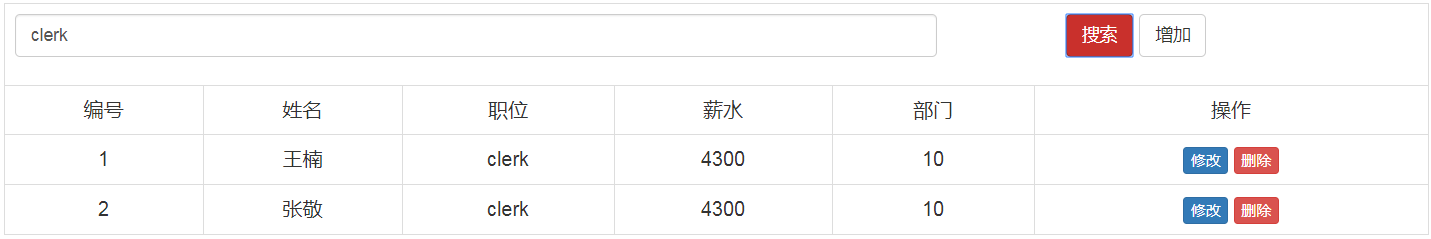 clerk 搜索 增加
编号 姓名 职位 薪水 部门 操作
1 王楠 clerk 4300 10 修改 删除
2 张敬 clerk 4300 10 修改 删除